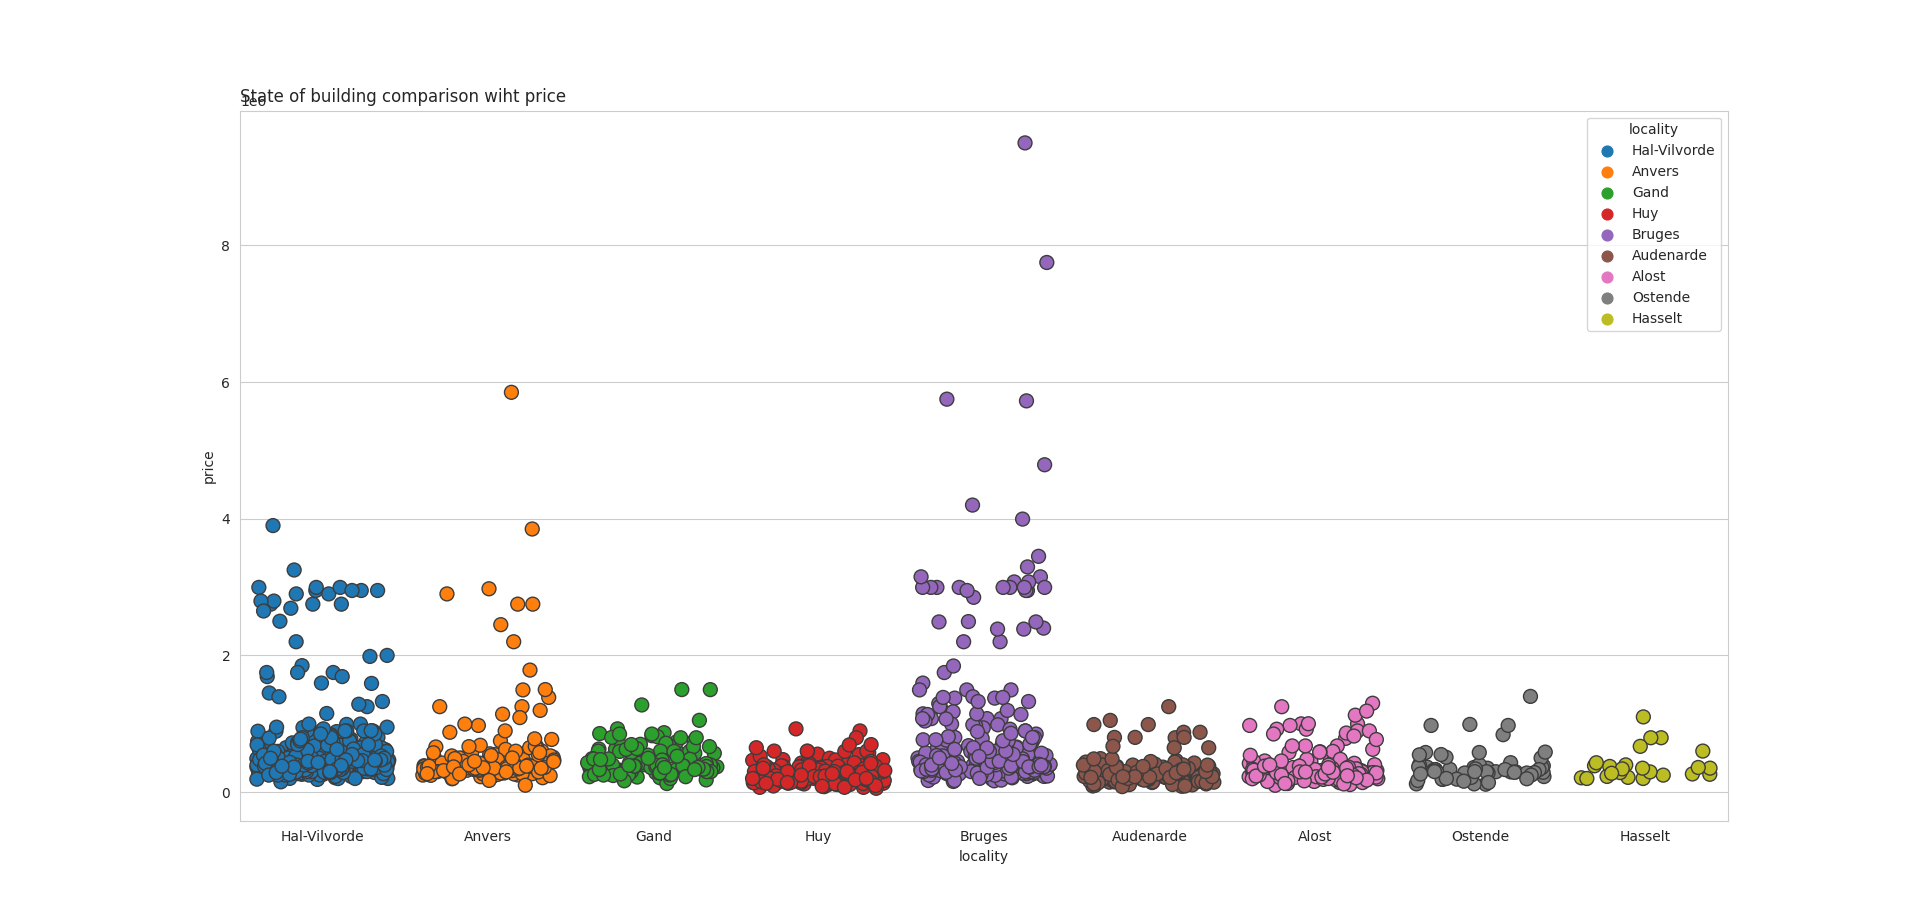 State of building comparison wiht price
1e6
locality
Hal-Vilvorde
Anvers
Gand
Huy
Bruges
Audenarde
Alost
Ostende
Hasselt
8
6
4
2
0
price
Hal-Vilvorde Anvers Gand Huy Bruges Audenarde Alost Ostende Hasselt
locality